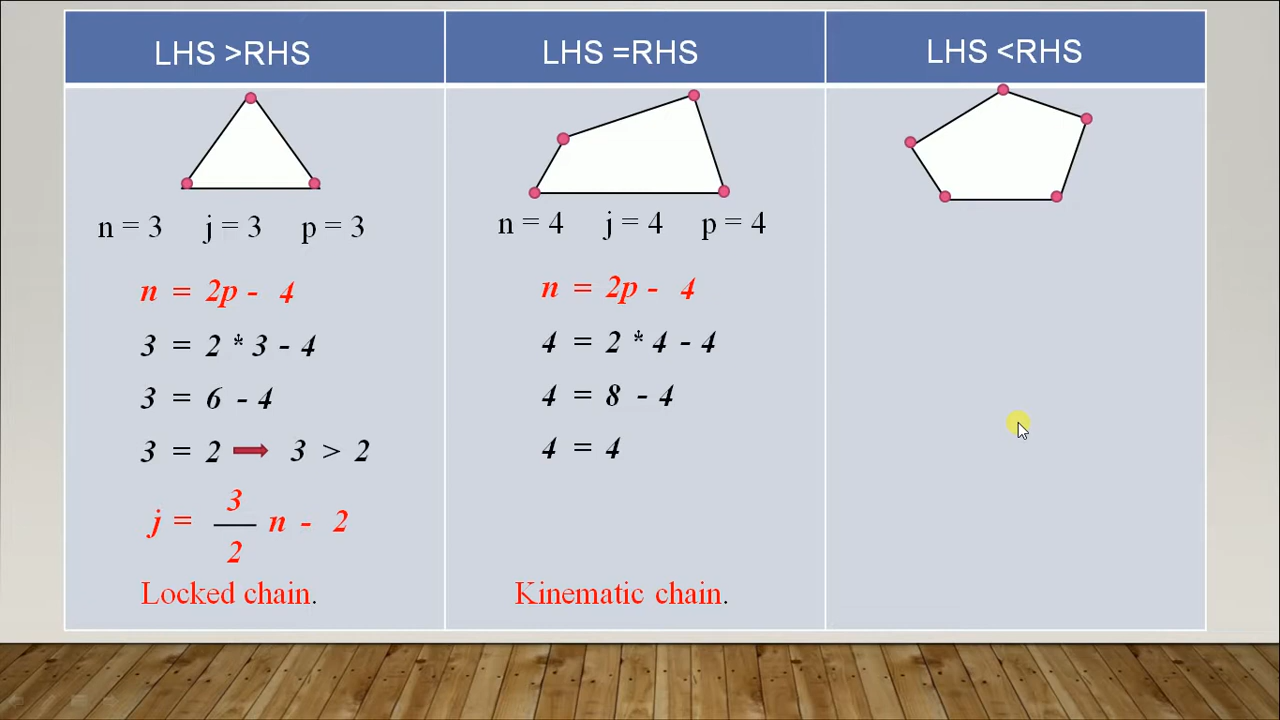 LHS >RHS
LHS =RHS
LHS <RHS
n = 3 j = 3 p = 3
n = 2p - 4
3 = 2 * 3 - 4
3 = 6 - 4
3 = 2 ➡ 3 > 2
j = 3/2 n - 2
Locked chain.
n = 4 j = 4 p = 4
n = 2p - 4
4 = 2 * 4 - 4
4 = 8 - 4
4 = 4
Kinematic chain.